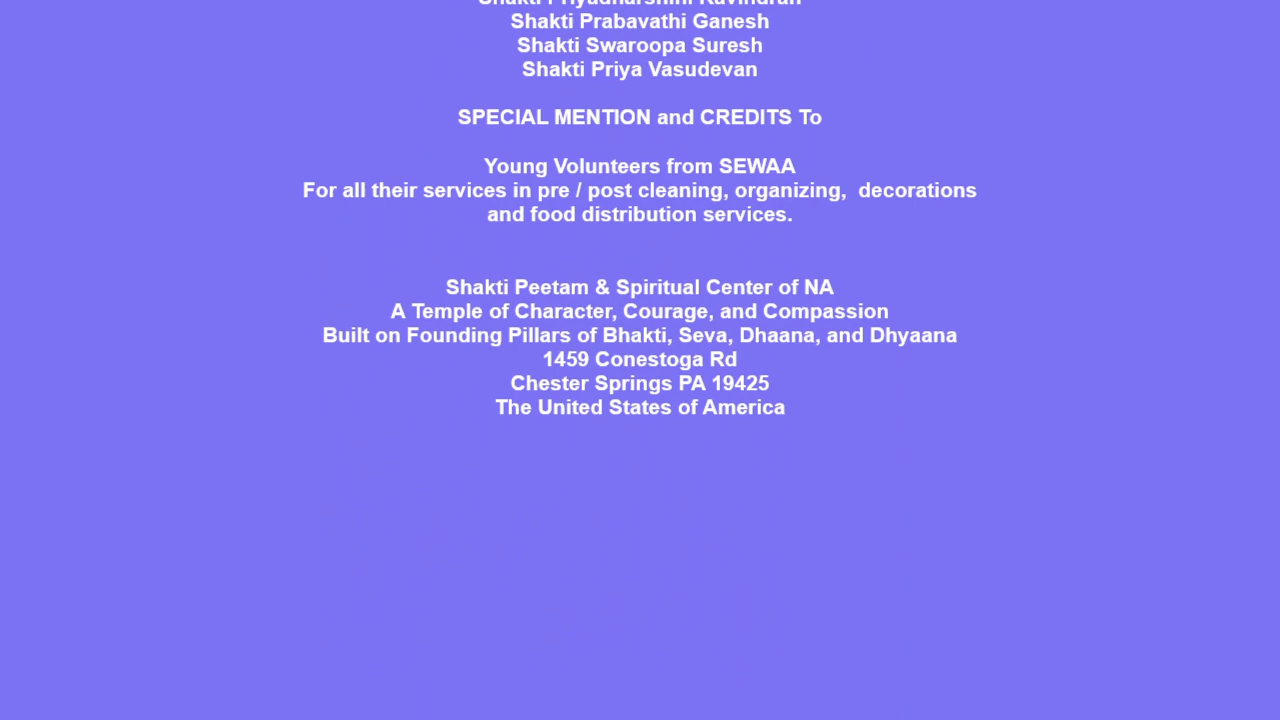 Shakti Priyadharshini Ravindran
Shakti Prabavathi Ganesh
Shakti Swaroopa Suresh
Shakti Priya Vasudevan
SPECIAL MENTION and CREDITS To
Young Volunteers from SEWAA
For all their services in pre / post cleaning, organizing,  decorations
and food distribution services.
Shakti Peetam & Spiritual Center of NA
A Temple of Character, Courage, and Compassion
Built on Founding Pillars of Bhakti, Seva, Dhaana, and Dhyaana
1459 Conestoga Rd
Chester Springs PA 19425
The United States of America